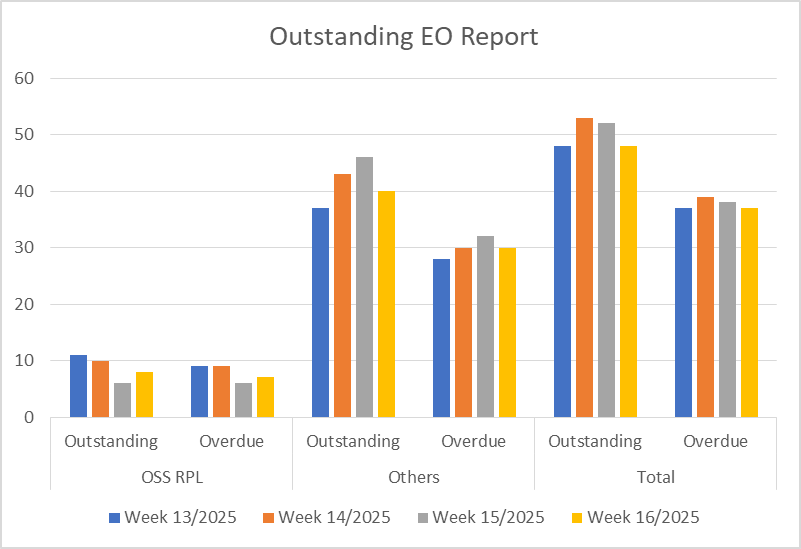 Outstanding EO Report
60
50
40
30
20
10
0
Outstanding Overdue Outstanding Overdue Outstanding Overdue
OSS RPL Others Total
Week 13/2025 Week 14/2025 Week 15/2025 Week 16/2025